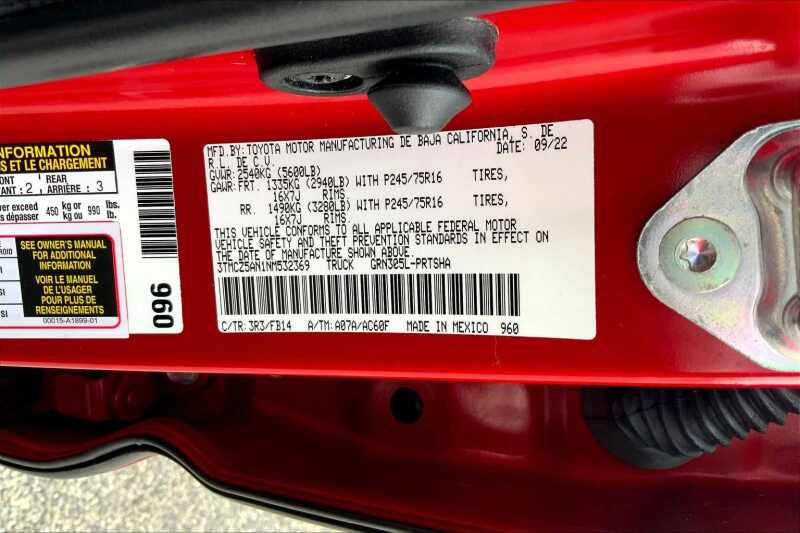 NFORMATION
S ET LE CHARGEMENT
ONT REAR
ANT: 2 ARRIÈRE : 3
ver exceed 450 kg or 990 lbs.
s dépasser kg ou lb.
SEE OWNER'S MANUAL
FOR ADDITIONAL
INFORMATION
VOIR LE MANUEL
DE L'USAGER
POUR PLUS DE
RENSEIGNEMENTS
00015-A1899-01
096
MFD.BY:TOYOTA MOTOR MANUFACTURING DE BAJA CALIFORNIA, S. DE
R.L. DE C.V. DATE: 09/22
GVWR:2540KG (5600LB)
GAWR:FRT. 1335KG (2940LB) WITH P245/75R16 TIRES,
16X7J RIMS
RR. 1490KG (3280LB) WITH P245/75R16 TIRES,
16X7J RIMS
THIS VEHICLE CONFORMS TO ALL APPLICABLE FEDERAL MOTOR
VEHICLE SAFETY AND THEFT PREVENTION STANDARDS IN EFFECT ON
THE DATE OF MANUFACTURE SHOWN ABOVE.
3TMCZ5AN1NM532369 TRUCK GRN305L-PRTSHA
C/TR:3R3/FB14 A/TM:A07A/AC60F MADE IN MEXICO 960